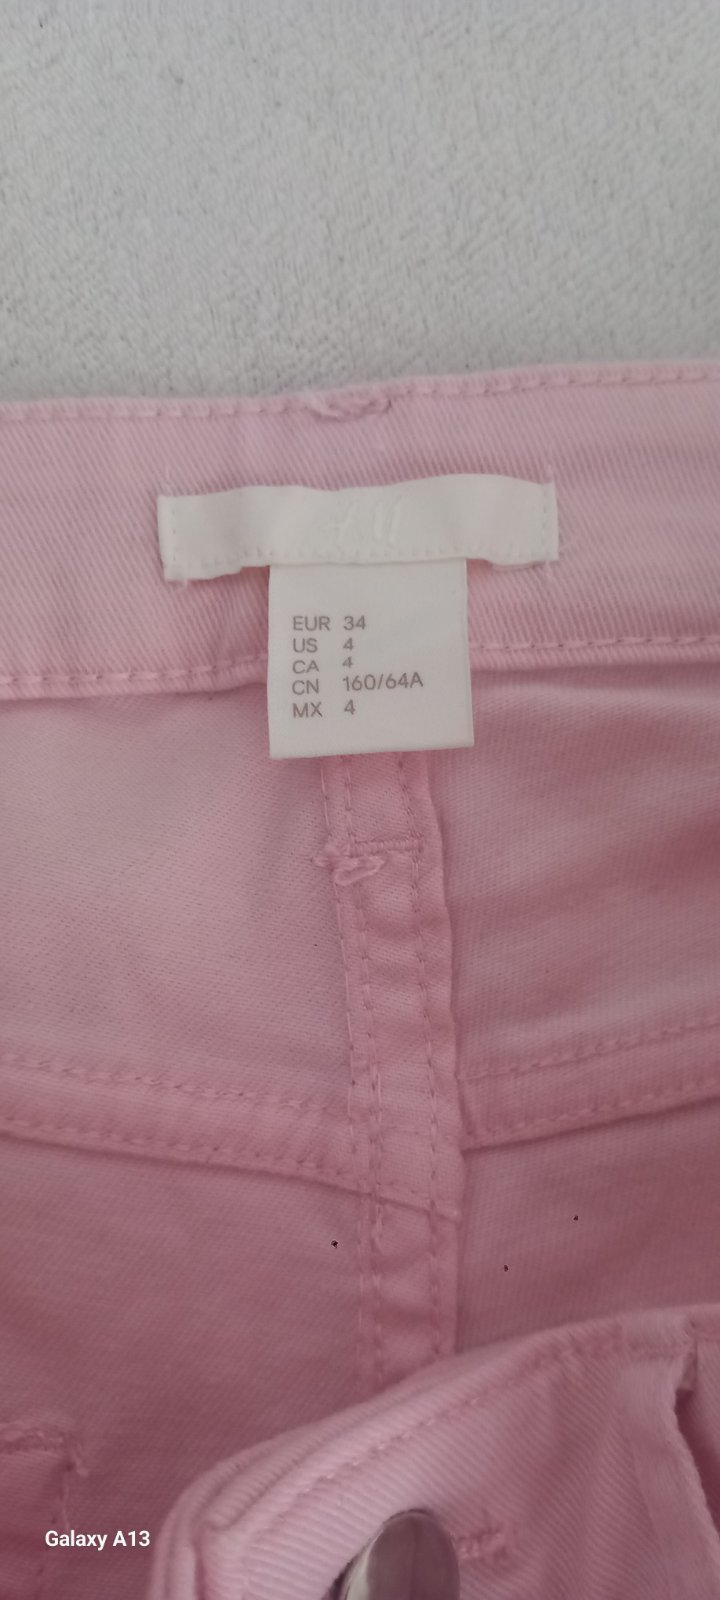 EUR 34
US 4
CA 4
CN 160/64A
MX 4
Galaxy A13